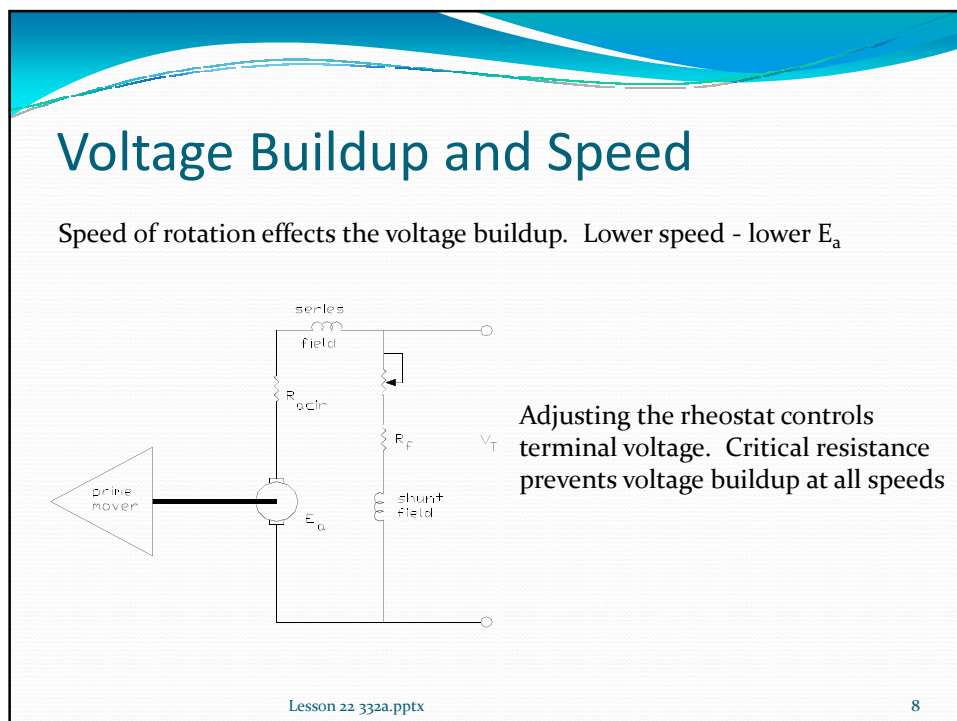 Voltage Buildup and Speed
Speed of rotation effects the voltage buildup. Lower speed - lower Ea
series
field
Racir
Adjusting the rheostat controls
terminal voltage. Critical resistance
prevents voltage buildup at all speeds
Rf
VT
prime
mover
shunt
field
Ea
Lesson 22 332a.pptx
8